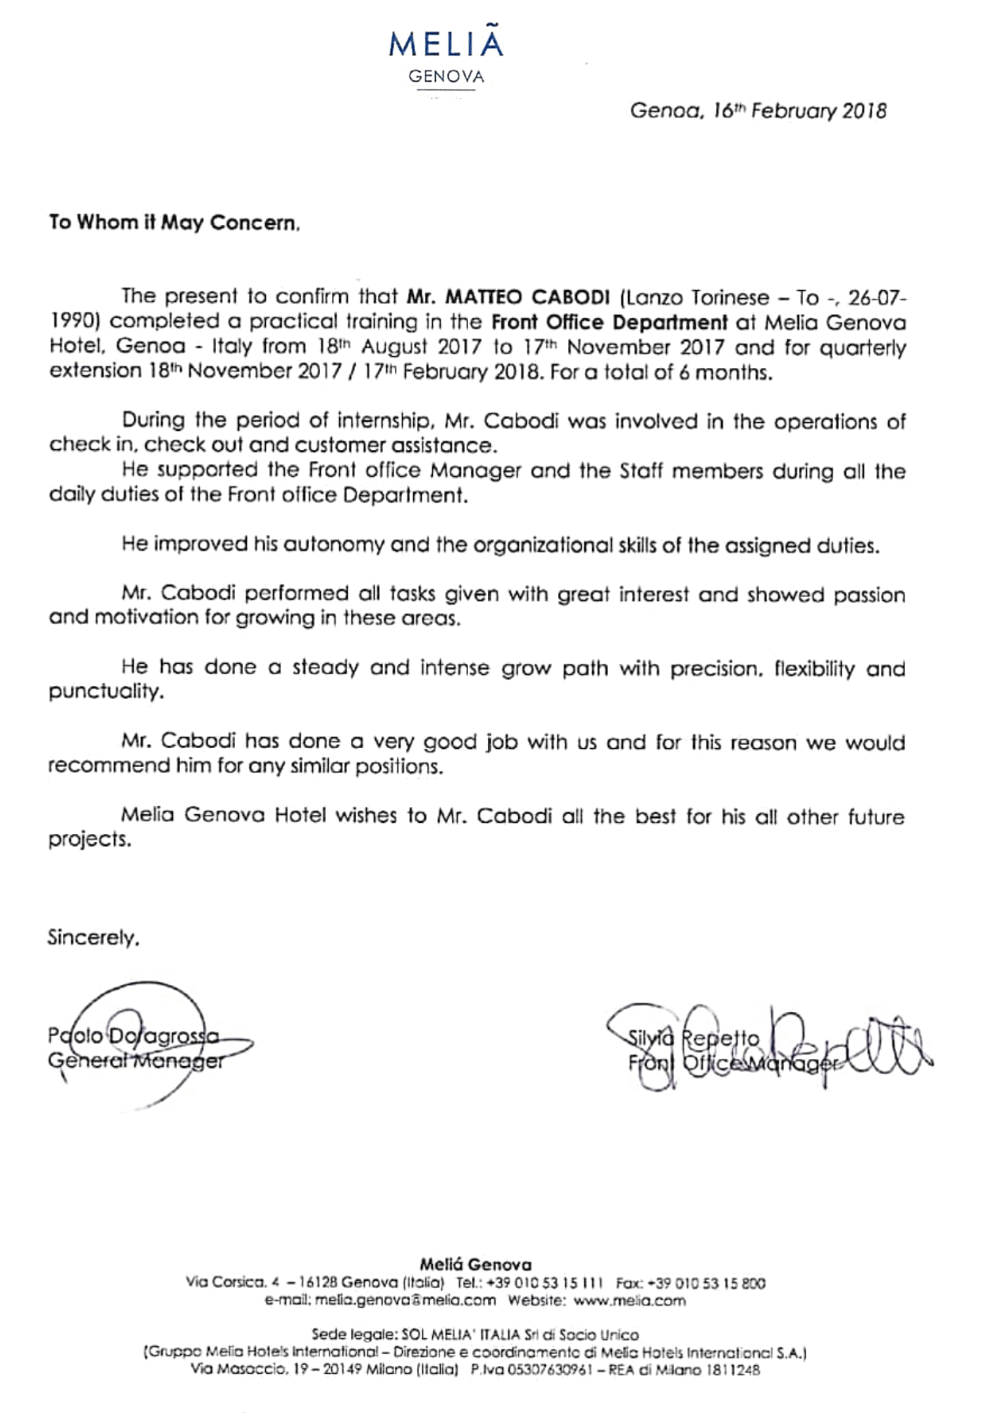 MELIÃ
GENOVA
Genoa, 16th February 2018
To Whom it May Concern,
The present to confirm that Mr. MATTEO CABODI (Lanzo Torinese – To -, 26-07-
1990) completed a practical training in the Front Office Department at Melia Genova
Hotel, Genoa - Italy from 18th August 2017 to 17th November 2017 and for quarterly
extension 18th November 2017 / 17th February 2018. For a total of 6 months.
During the period of internship, Mr. Cabodi was involved in the operations of
check in, check out and customer assistance.
He supported the Front office Manager and the Staff members during all the
daily duties of the Front office Department.
He improved his autonomy and the organizational skills of the assigned duties.
Mr. Cabodi performed all tasks given with great interest and showed passion
and motivation for growing in these areas.
He has done a steady and intense grow path with precision, flexibility and
punctuality.
Mr. Cabodi has done a very good job with us and for this reason we would
recommend him for any similar positions.
Melia Genova Hotel wishes to Mr. Cabodi all the best for his all other future
projects.
Sincerely,
Paolo Silvia Repetto
General Manager Front Office Manager
Meliá Genova
Via Corsica, 4 – 16128 Genova (Italia) Tel.: +39 010 53 15 111 Fax: +39 010 53 15 800
e-mail: melia.genova@melia.com Website: www.melia.com
Sede legale: SOL MELIA' ITALIA Srl di Socio Unico
(Gruppo Melia Hotels International – Direzione e coordinamento di Melia Hotels International S.A.)
Via Masaccio, 19 – 20149 Milano (Italia) P.Iva 05307630961 – REA di Milano 1811248